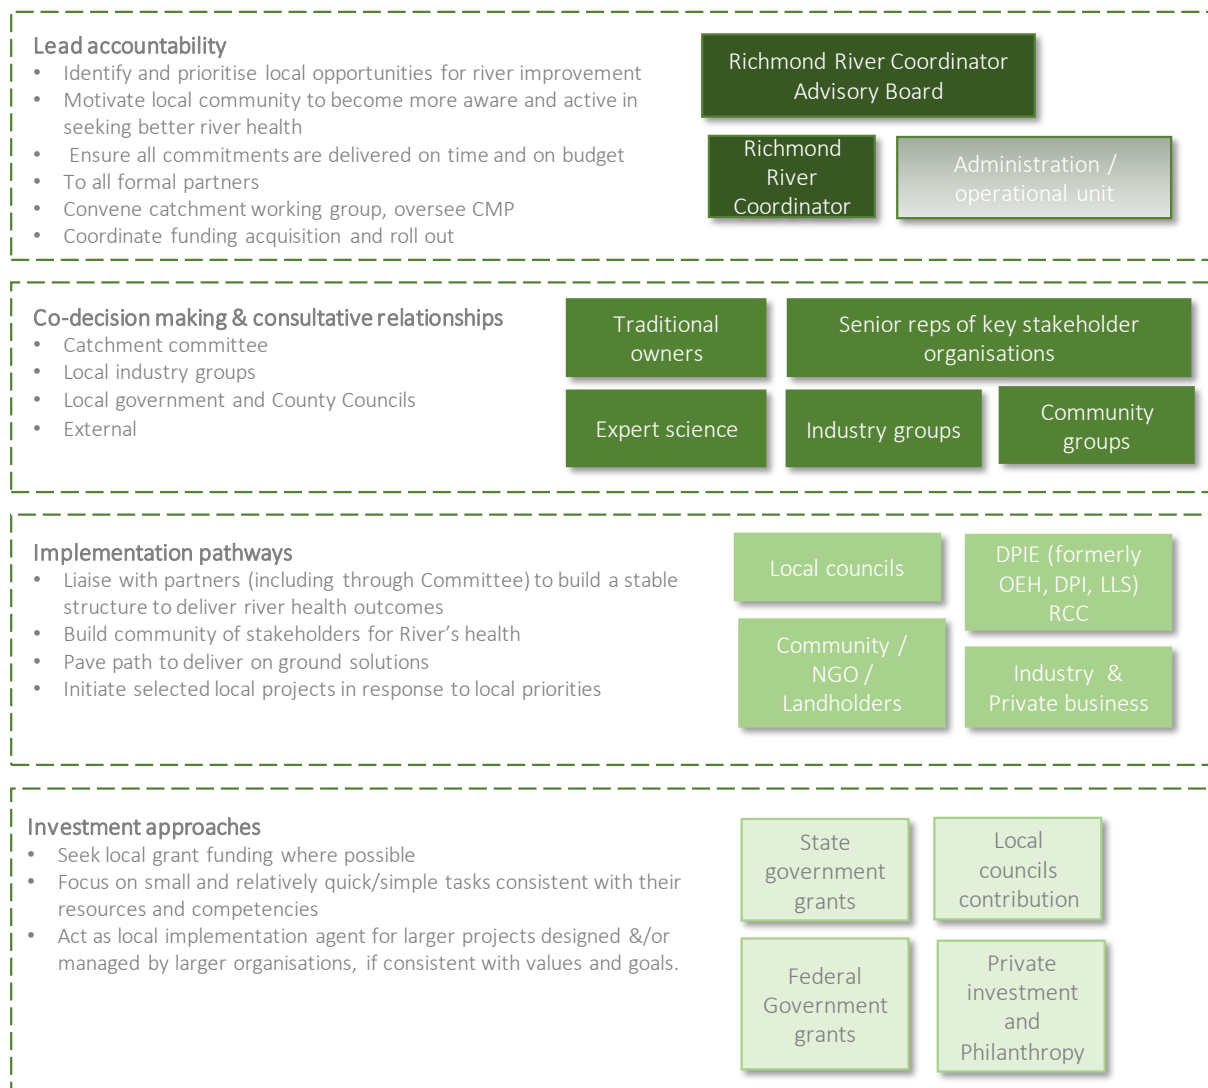 Lead accountability
• Identify and prioritise local opportunities for river improvement
• Motivate local community to become more aware and active in
seeking better river health
• Ensure all commitments are delivered on time and on budget
• To all formal partners
• Convene catchment working group, oversee CMP
• Coordinate funding acquisition and roll out
Richmond River Coordinator
Advisory Board
Richmond
River
Coordinator
Administration /
operational unit
Co-decision making & consultative relationships
• Catchment committee
• Local industry groups
• Local government and County Councils
• External
Traditional
owners
Senior reps of key stakeholder
organisations
Expert science
Industry groups
Community
groups
Implementation pathways
• Liaise with partners (including through Committee) to build a stable
structure to deliver river health outcomes
• Build community of stakeholders for River’s health
• Pave path to deliver on ground solutions
• Initiate selected local projects in response to local priorities
Local councils
DPIE (formerly
OEH, DPI, LLS)
RCC
Community /
NGO /
Landholders
Industry &
Private business
Investment approaches
• Seek local grant funding where possible
• Focus on small and relatively quick/simple tasks consistent with their
resources and competencies
• Act as local implementation agent for larger projects designed &/or
managed by larger organisations, if consistent with values and goals.
State
government
grants
Local
councils
contribution
Federal
Government
grants
Private
investment
and
Philanthropy